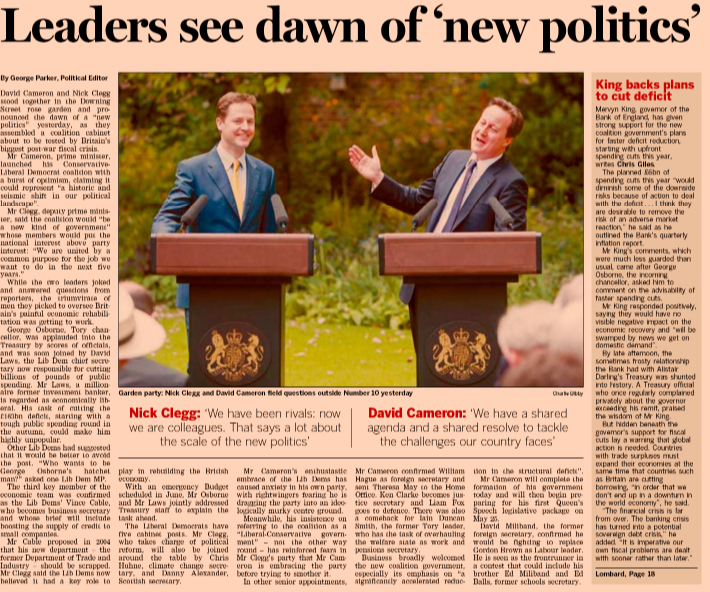 Leaders see dawn of ‘new politics’
By George Parker, Political Editor
David Cameron and Nick Clegg
stood together in the Downing
Street rose garden and pro-
nounced the dawn of a “new
politics” yesterday, as they
assembled a coalition cabinet
about to be tested by Britain’s
biggest post-war fiscal crisis.
Mr Cameron, prime minister,
launched his Conservative-
Liberal Democrat coalition with
a burst of optimism, claiming it
could represent “a historic and
seismic shift in our political
landscape”.
Mr Clegg, deputy prime minis-
ter, said the coalition would “be
a new kind of government”
whose members would put the
national interest above party
interest: “We are united by a
common purpose for the job we
want to do in the next five
years.”
While the two leaders joked
and answered questions from
reporters, the triumvirate of
men they picked to oversee Brit-
ain’s painful economic rehabili-
tation was getting to work.
George Osborne, Tory chan-
cellor, was applauded into the
Treasury by scores of officials,
and was soon joined by David
Laws, the Lib Dem chief secre-
tary now responsible for cutting
billions of pounds of public
spending. Mr Laws, a million-
aire former investment banker,
is regarded as economically lib-
eral. His task of cutting the
£163bn deficit, starting with a
tough public spending round in
the autumn, could make him
highly unpopular.
Other Lib Dems had suggested
that it would be better to avoid
the post. “Who wants to be
George Osborne’s hatchet
man?” asked one Lib Dem MP.
The third key member of the
economic team was confirmed
as the Lib Dems’ Vince Cable,
who becomes business secretary
and whose brief will include
boosting the supply of credit to
small companies.
Mr Cable proposed in 2004
that his new department – the
former Department of Trade and
Industry – should be scrapped.
Mr Clegg said the Lib Dems now
believed it had a key role to
Garden party: Nick Clegg and David Cameron field questions outside Number 10 yesterday
Charlie Bibby
Nick Clegg: ‘We have been rivals: now
we are colleagues. That says a lot about
the scale of the new politics’
David Cameron: ‘We have a shared
agenda and a shared resolve to tackle
the challenges our country faces’
play in rebuilding the British
economy.
With an emergency Budget
scheduled in June, Mr Osborne
and Mr Laws jointly addressed
Treasury staff to explain the
task ahead.
The Liberal Democrats have
five cabinet posts. Mr Clegg,
who takes charge of political
reform, will also be joined
around the table by Chris
Huhne, climate change secre-
tary, and Danny Alexander,
Scottish secretary.
Mr Cameron’s enthusiastic
embrace of the Lib Dems has
caused anxiety in his own party,
with rightwingers fearing he is
dragging the party into an ideo-
logically murky centre ground.
Meanwhile, his insistence on
referring to the coalition as a
“Liberal-Conservative govern-
ment” – not the other way
round – has reinforced fears in
Mr Clegg’s party that Mr Cam-
eron is embracing the party
before trying to smother it.
In other senior appointments,
Mr Cameron confirmed William
Hague as foreign secretary and
sent Theresa May to the Home
Office. Ken Clarke becomes jus-
tice secretary and Liam Fox
goes to defence. There was also
a comeback for Iain Duncan
Smith, the former Tory leader,
who has the task of overhauling
the welfare state as work and
pensions secretary.
Business broadly welcomed
the new coalition government,
especially its emphasis on “a
significantly accelerated reduc-
tion in the structural deficit”.
Mr Cameron will complete the
formation of his government
today and will then begin pre-
paring for his first Queen’s
Speech legislative package on
May 25.
David Miliband, the former
foreign secretary, confirmed he
would be fighting to replace
Gordon Brown as Labour leader.
He is seen as the frontrunner in
a contest that could include his
brother Ed Miliband and Ed
Balls, former schools secretary.
King backs plans
to cut deficit
Mervyn King, governor of the
Bank of England, has given
strong support for the new
coalition government’s plans
for faster deficit reduction,
starting with upfront
spending cuts this year,
writes Chris Giles.
The planned £6bn of
spending cuts this year “would
diminish some of the downside
risks because of action to deal
with the deficit . . . I think they
are desirable to remove the
risk of an adverse market
reaction,” he said as he
outlined the Bank’s quarterly
inflation report.
Mr King’s comments, which
were much less guarded than
usual, came after George
Osborne, the incoming
chancellor, asked him to
comment on the advisability of
faster spending cuts.
Mr King responded positively,
saying they would have no
visible negative impact on the
economic recovery and “will be
swamped by news we get on
domestic demand”.
By late afternoon, the
sometimes frosty relationship
the Bank had with Alistair
Darling’s Treasury was shunted
into history. A Treasury official
who once regularly complained
privately about the governor
exceeding his remit, praised
the wisdom of Mr King.
But hidden beneath the
governor’s support for fiscal
cuts lay a warning that global
action is needed. Countries
with trade surpluses must
expand their economies at the
same time that countries such
as Britain are cutting
borrowing, “in order that we
don’t end up in a downturn in
the world economy”, he said.
“The financial crisis is far
from over. The banking crisis
has turned into a potential
sovereign debt crisis,” he
added. “It is imperative our
own fiscal problems are dealt
with sooner rather than later.”
Lombard, Page 18